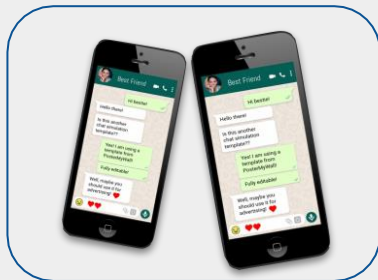 Best Friend
Hi bestie!
Hello there!
Is this another
chat simulation
template??
Yes! I am using a
template from
PosterMyWall!
Fully editable!
Well, maybe you
should use it for
advertising! ❤️
Best Friend
Hi bestie!
Hello there!
Is this another
chat simulation
template??
Yes! I am using a
template from
PosterMyWall!
Fully editable!
Well, maybe you
should use it for
advertising! ❤️